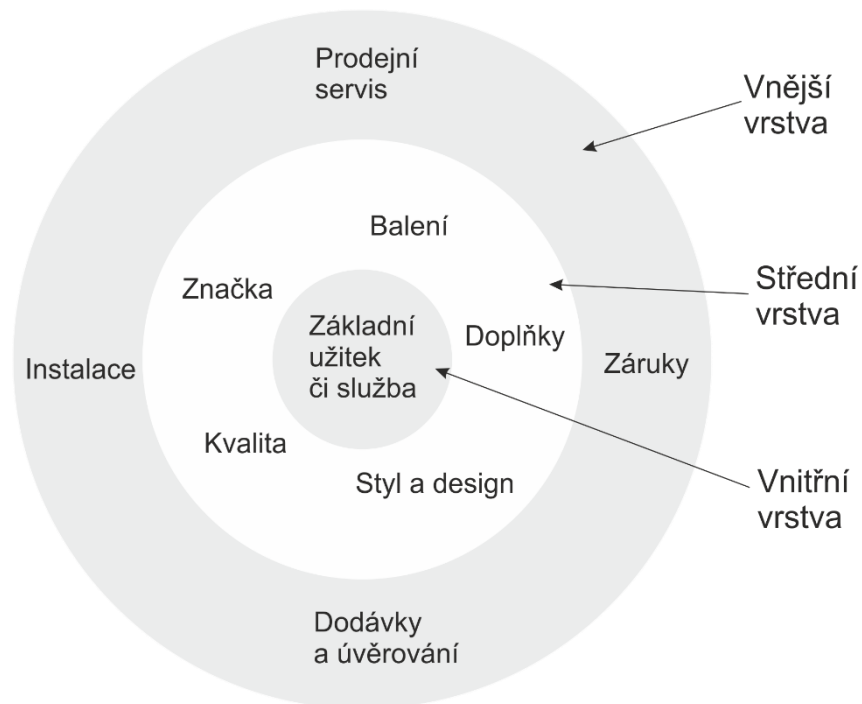 Prodejní
servis
Vnější
vrstva
Balení
Značka
Střední
vrstva
Základní
užitek
či služba
Doplňky
Instalace
Záruky
Kvalita
Styl a design
Vnitřní
vrstva
Dodávky
a úvěrování